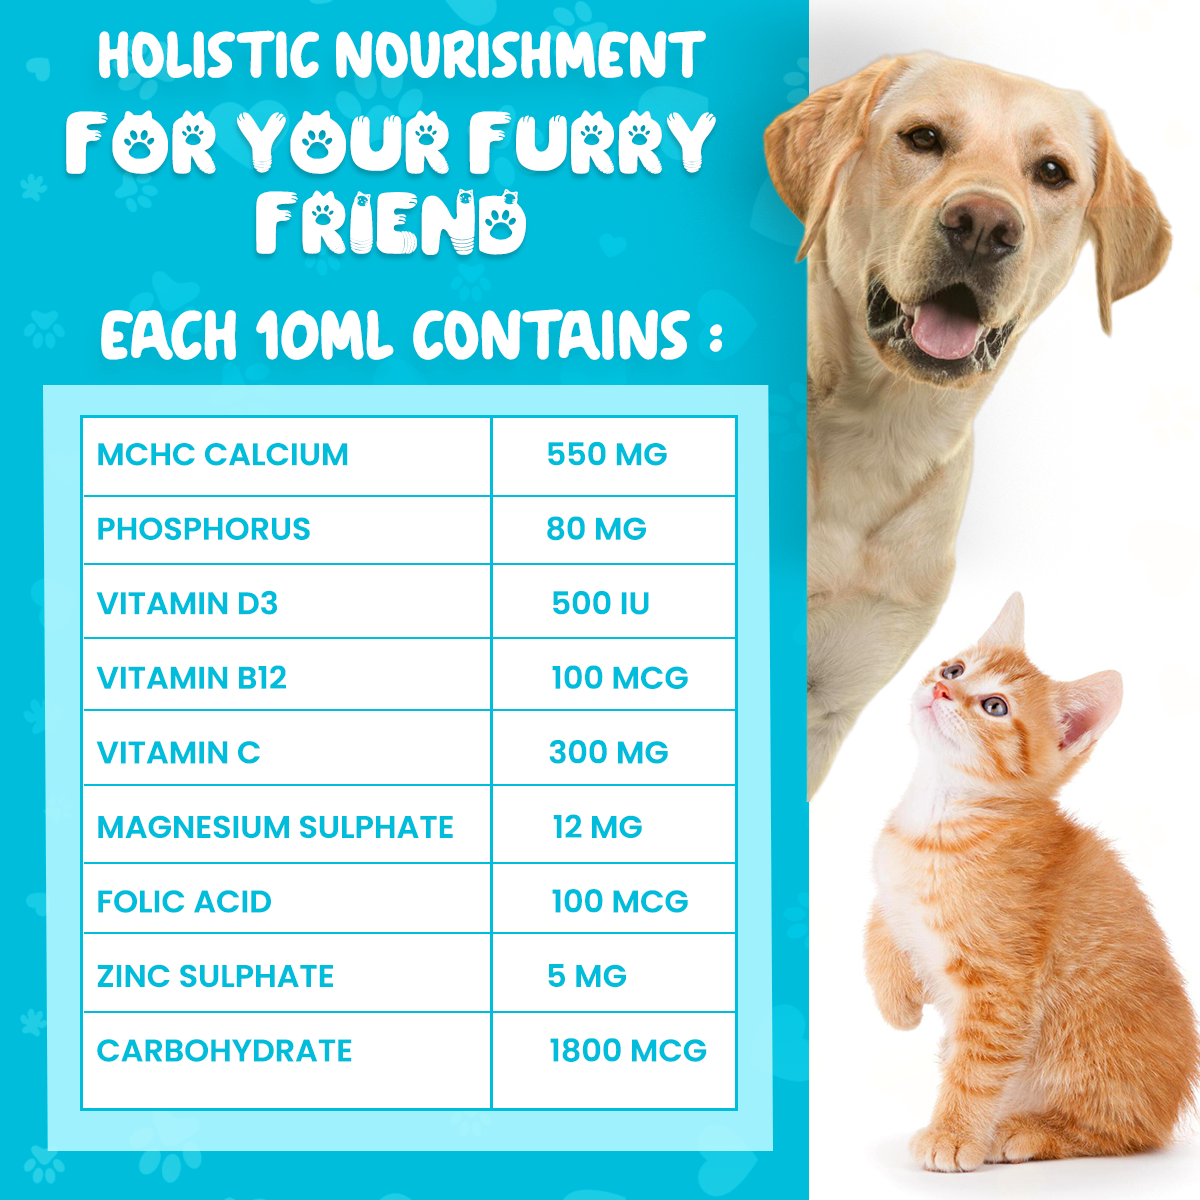 HOLISTIC NOURISHMENT
FOR YOUR FURRY
FRIEND
EACH 10ML CONTAINS :
MCHC CALCIUM 550 MG
PHOSPHORUS 80 MG
VITAMIN D3 500 IU
VITAMIN B12 100 MCG
VITAMIN C 300 MG
MAGNESIUM SULPHATE 12 MG
FOLIC ACID 100 MCG
ZINC SULPHATE 5 MG
CARBOHYDRATE 1800 MCG